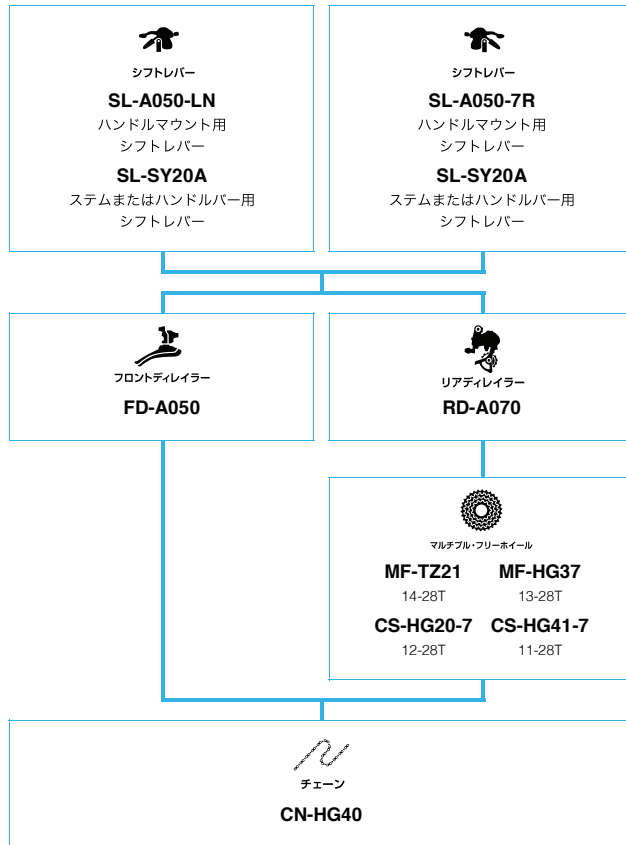 シフトレバー
SL-A050-LN
ハンドルマウント用
シフトレバー
SL-SY20A
ステムまたはハンドルバー用
シフトレバー
シフトレバー
SL-A050-7R
ハンドルマウント用
シフトレバー
SL-SY20A
ステムまたはハンドルバー用
シフトレバー
フロントディレイラー
FD-A050
リアディレイラー
RD-A070
マルチプル・フリーホイール
MF-TZ21 MF-HG37
14-28T 13-28T
CS-HG20-7 CS-HG41-7
12-28T 11-28T
チェーン
CN-HG40